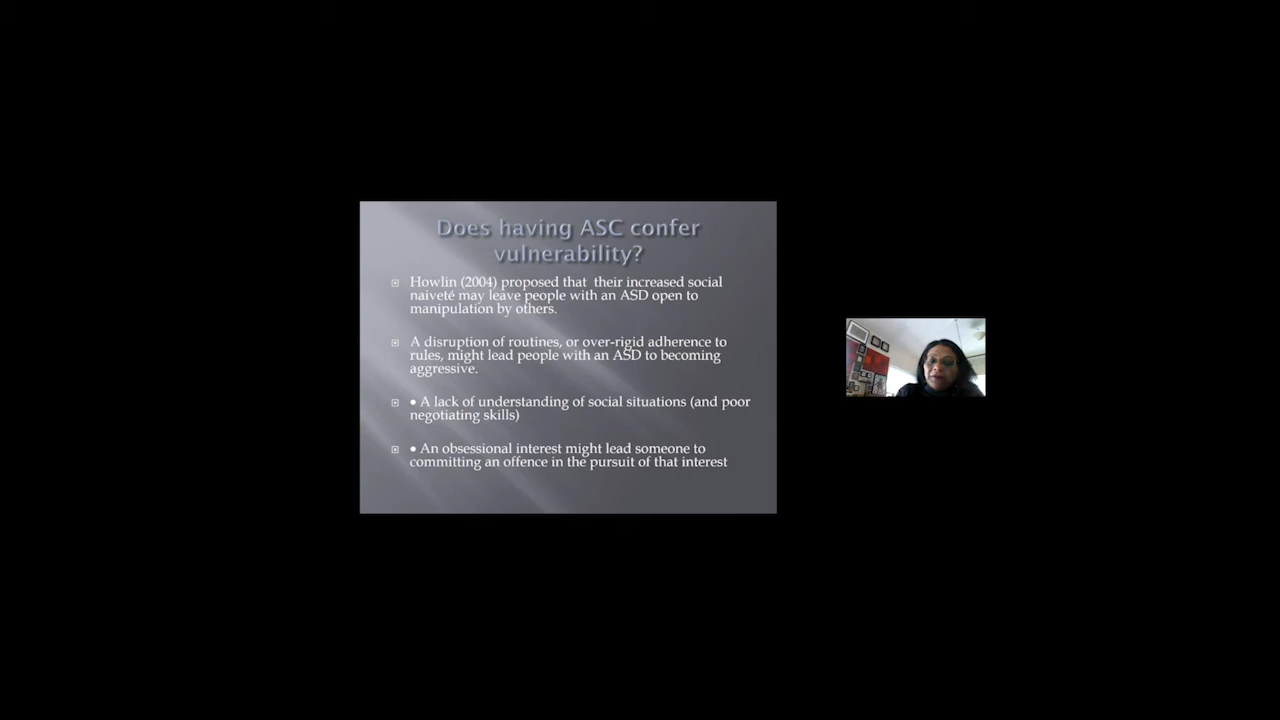 Does having ASC confer
vulnerability?
Howlin (2004) proposed that their increased social
naiveté may leave people with an ASD open to
manipulation by others.
A disruption of routines, or over-rigid adherence to
rules, might lead people with an ASD to becoming
aggressive.
• A lack of understanding of social situations (and poor
negotiating skills)
• An obsessional interest might lead someone to
committing an offence in the pursuit of that interest